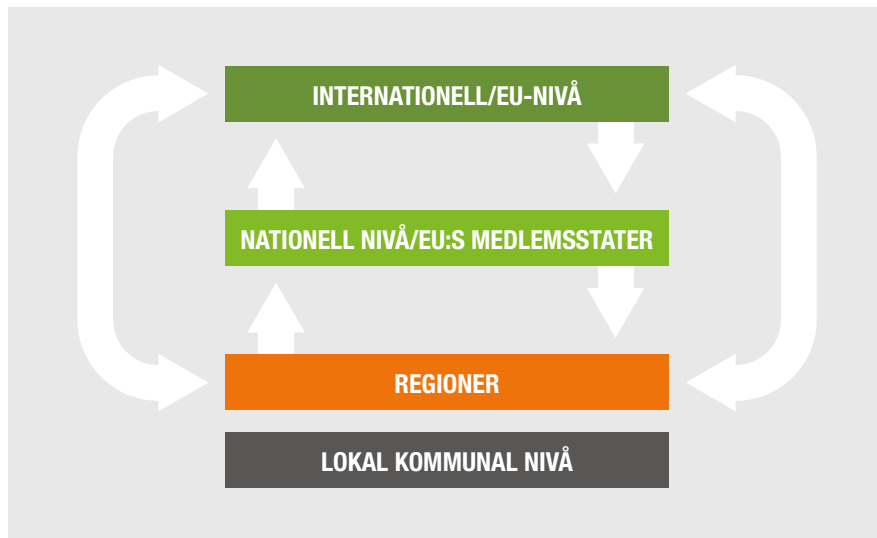 INTERNATIONELL/EU-NIVÅ
NATIONELL NIVÅ/EU:S MEDLEMSSTATER
REGIONER
LOKAL KOMMUNAL NIVÅ